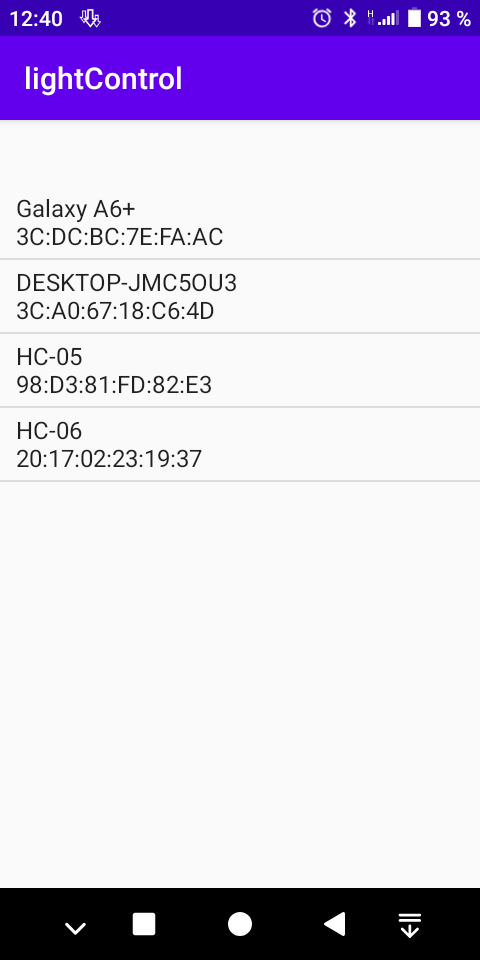 12:40
H
93 %
lightControl
Galaxy A6+
3C:DC:BC:7E:FA:AC
DESKTOP-JMC5OU3
3C:A0:67:18:C6:4D
HC-05
98:D3:81:FD:82:E3
HC-06
20:17:02:23:19:37